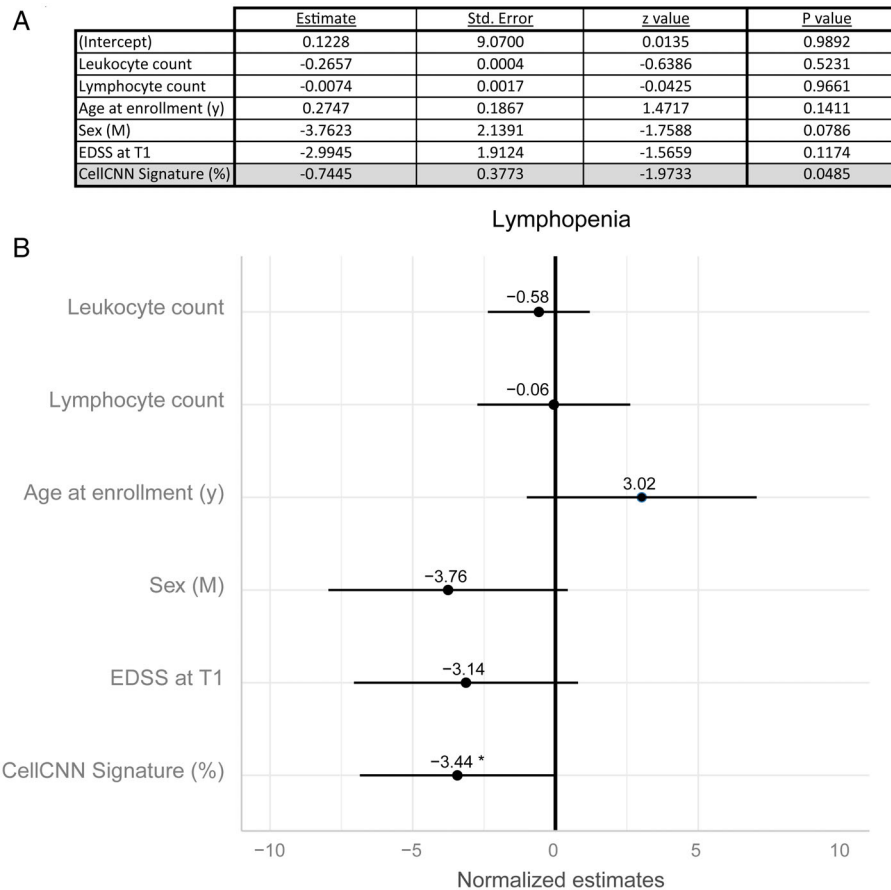 A
Estimate Std. Error z value P value
(Intercept) 0.1228 9.0700 0.0135 0.9892
Leukocyte count -0.2657 0.0004 -0.6386 0.5231
Lymphocyte count -0.0074 0.0017 -0.0425 0.9661
Age at enrollment (y) 0.2747 0.1867 1.4717 0.1411
Sex (M) -3.7623 2.1391 -1.7588 0.0786
EDSS at T1 -2.9945 1.9124 -1.5659 0.1174
CellCNN Signature (%) -0.7445 0.3773 -1.9733 0.0485
Lymphopenia
B
Leukocyte count −0.58
Lymphocyte count −0.06
Age at enrollment (y) 3.02
Sex (M) −3.76
EDSS at T1 −3.14
CellCNN Signature (%) −3.44 *
−10 −5 0 5 10
Normalized estimates